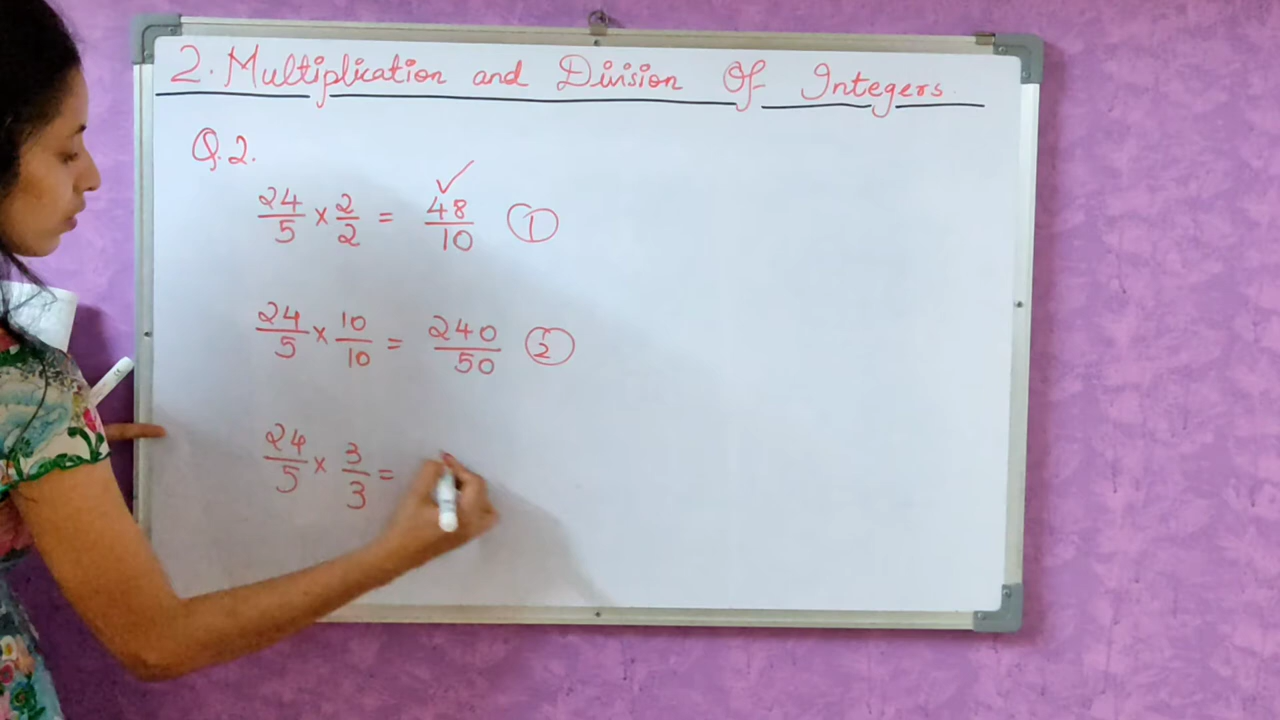 2. Multiplication and Division Of Integers.
Q.2.
24/5 × 2/2 = 48/10 ✓ ①
24/5 × 10/10 = 240/50 ②
24/5 × 3/3 =